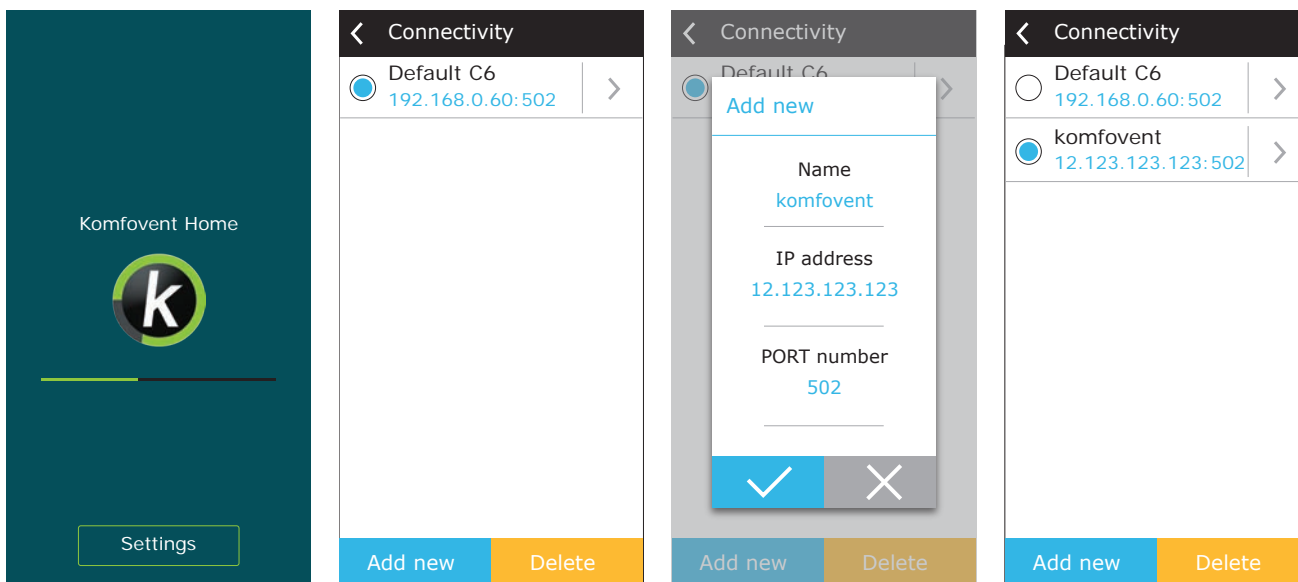 Komfovent Home
k
Settings
Connectivity
Default C6
192.168.0.60:502
Add new
Delete
Connectivity
Default C6
Add new
Name
komfovent
IP address
12.123.123.123
PORT number
502
Add new
Delete
Connectivity
Default C6
192.168.0.60:502
komfovent
12.123.123.123:502
Add new
Delete